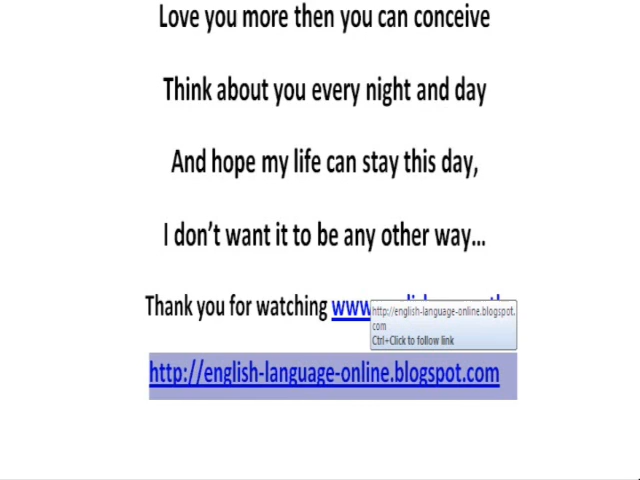 Love you more then you can conceive
Think about you every night and day
And hope my life can stay this day,
I don't want it to be any other way...
Thank you for watching
http://english-language-online.blogspot.
com
Ctrl+Click to follow link
http://english-language-online.blogspot.com